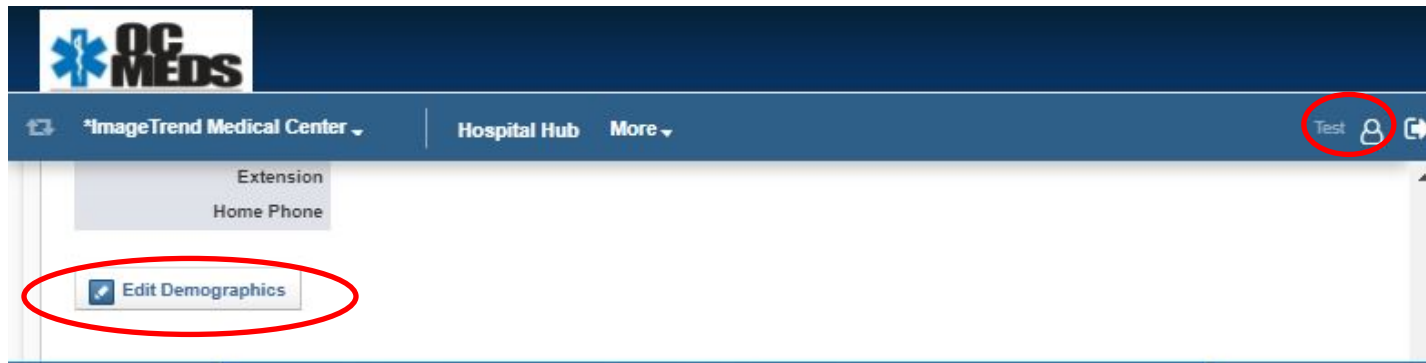 OC
MEDS
*ImageTrend Medical Center Hospital Hub More Test
Extension
Home Phone
Edit Demographics